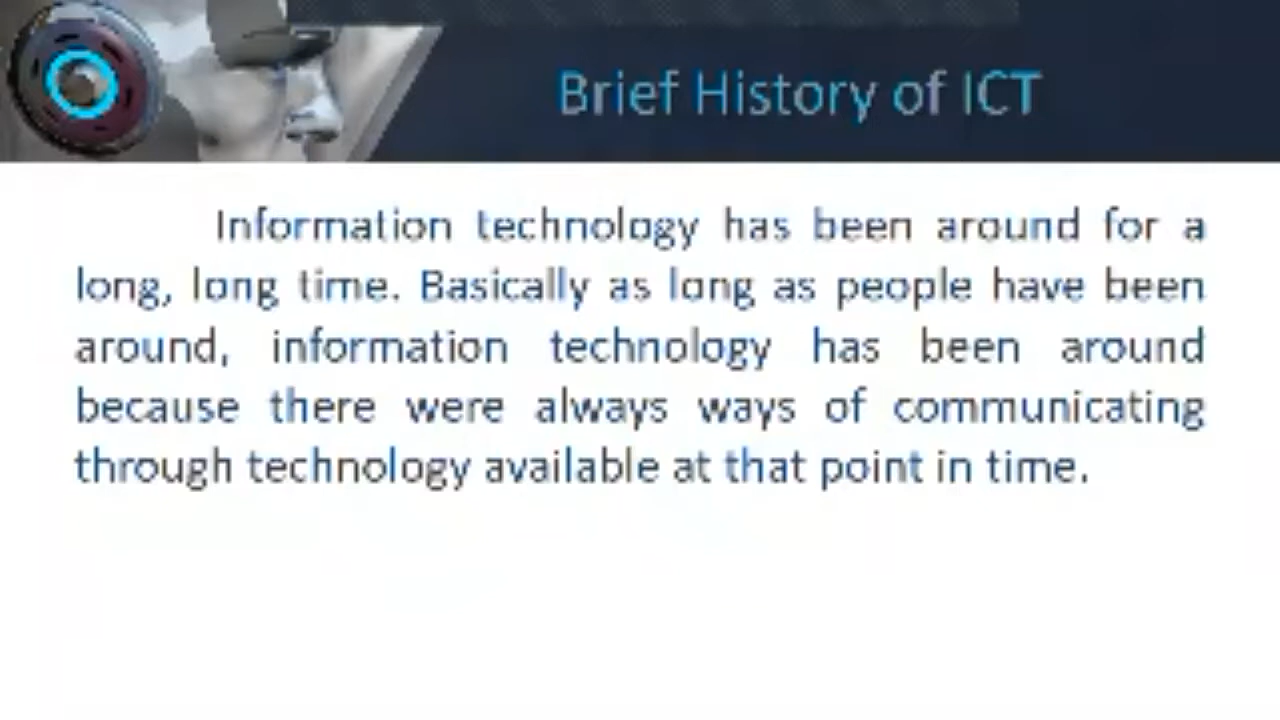 Brief History of ICT
Information technology has been around for a
long, long time. Basically as long as people have been
around, information technology has been around
because there were always ways of communicating
through technology available at that point in time.